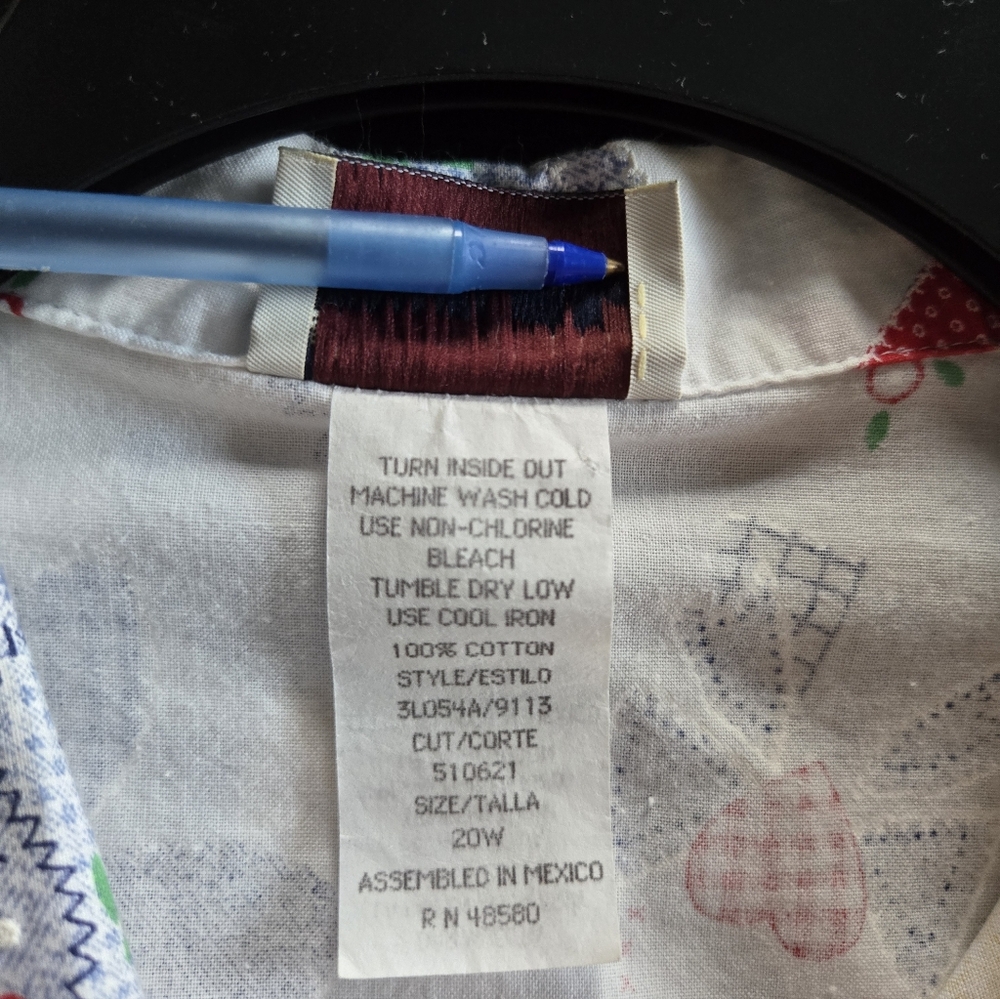 TURN INSIDE OUT
MACHINE WASH COLD
USE NON-CHLORINE
BLEACH
TUMBLE DRY LOW
USE COOL IRON
100% COTTON
STYLE/ESTILO
3L054A/9113
CUT/CORTE
510621
SIZE/TALLA
20W
ASSEMBLED IN MEXICO
R N 48580